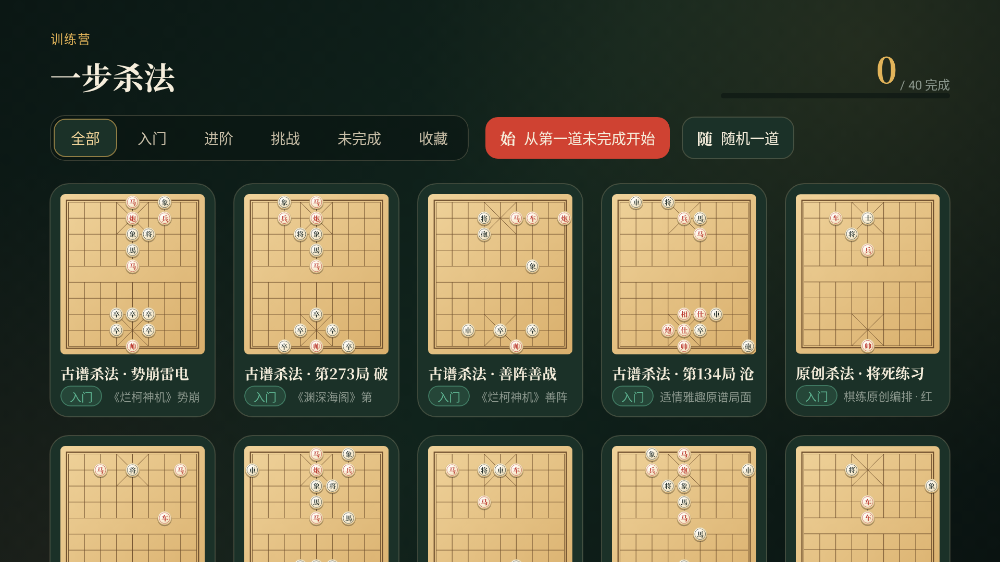 训练营
一步杀法
0 / 40 完成
全部 入门 进阶 挑战 未完成 收藏 始 从第一道未完成开始 随 随机一道
古谱杀法 · 势崩雷电
入门 《烂柯神机》势崩
古谱杀法 · 第273局 破
入门 《渊深海阁》第
古谱杀法 · 善阵善战
入门 《烂柯神机》善阵
古谱杀法 · 第134局 沧
入门 适情雅趣原谱局面
原创杀法 · 将死练习
入门 棋练原创编排 · 红